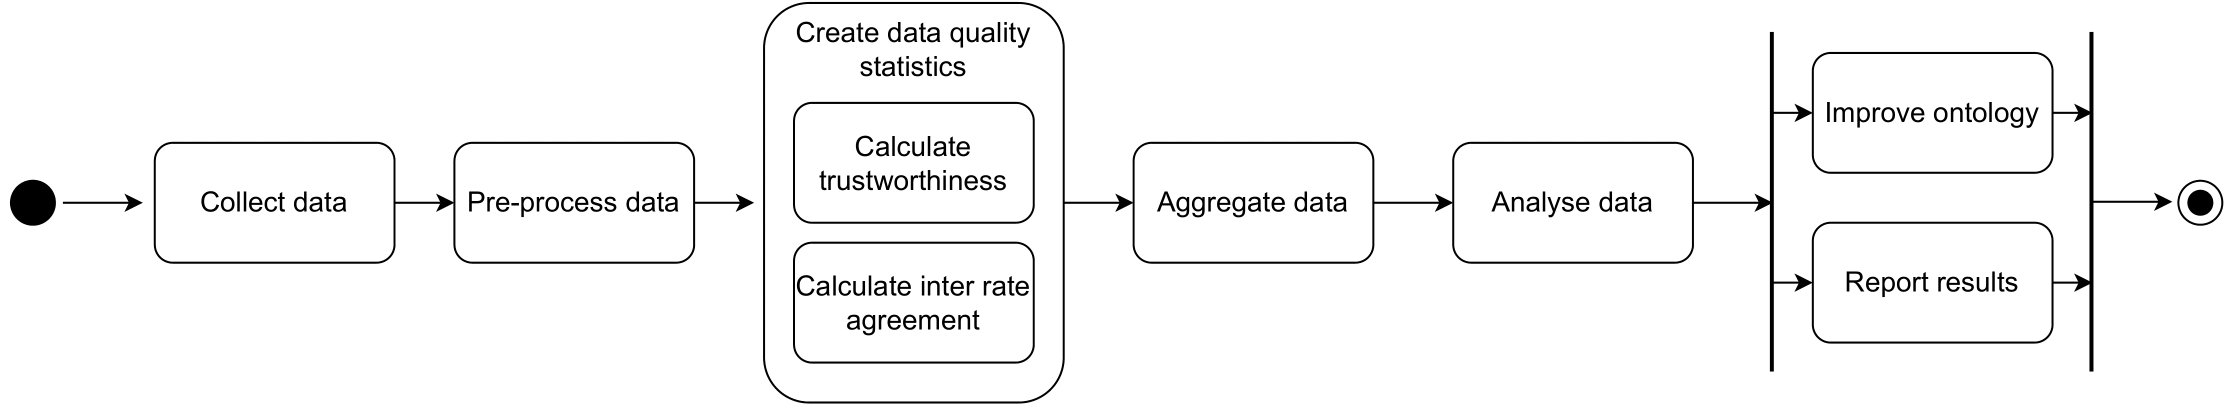 Collect data
Pre-process data
Create data quality
statistics
Calculate
trustworthiness
Calculate inter rate
agreement
Aggregate data
Analyse data
Improve ontology
Report results